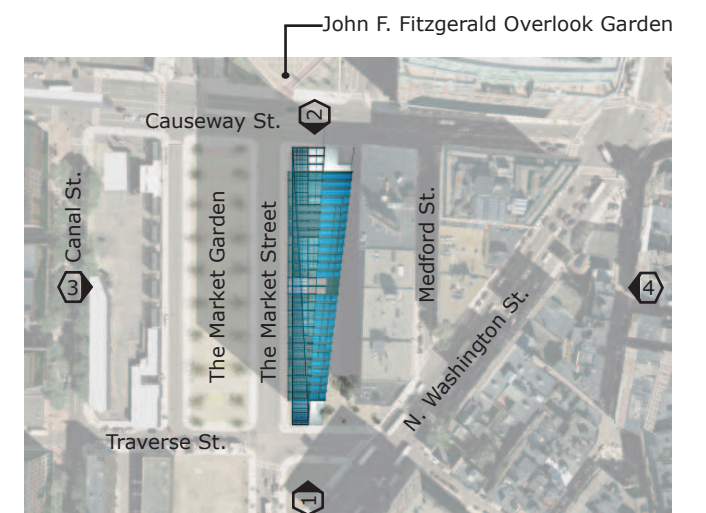 John F. Fitzgerald Overlook Garden
Causeway St.
2
Canal St.
The Market Garden
The Market Street
Medford St.
3
4
N. Washington St.
Traverse St.
1